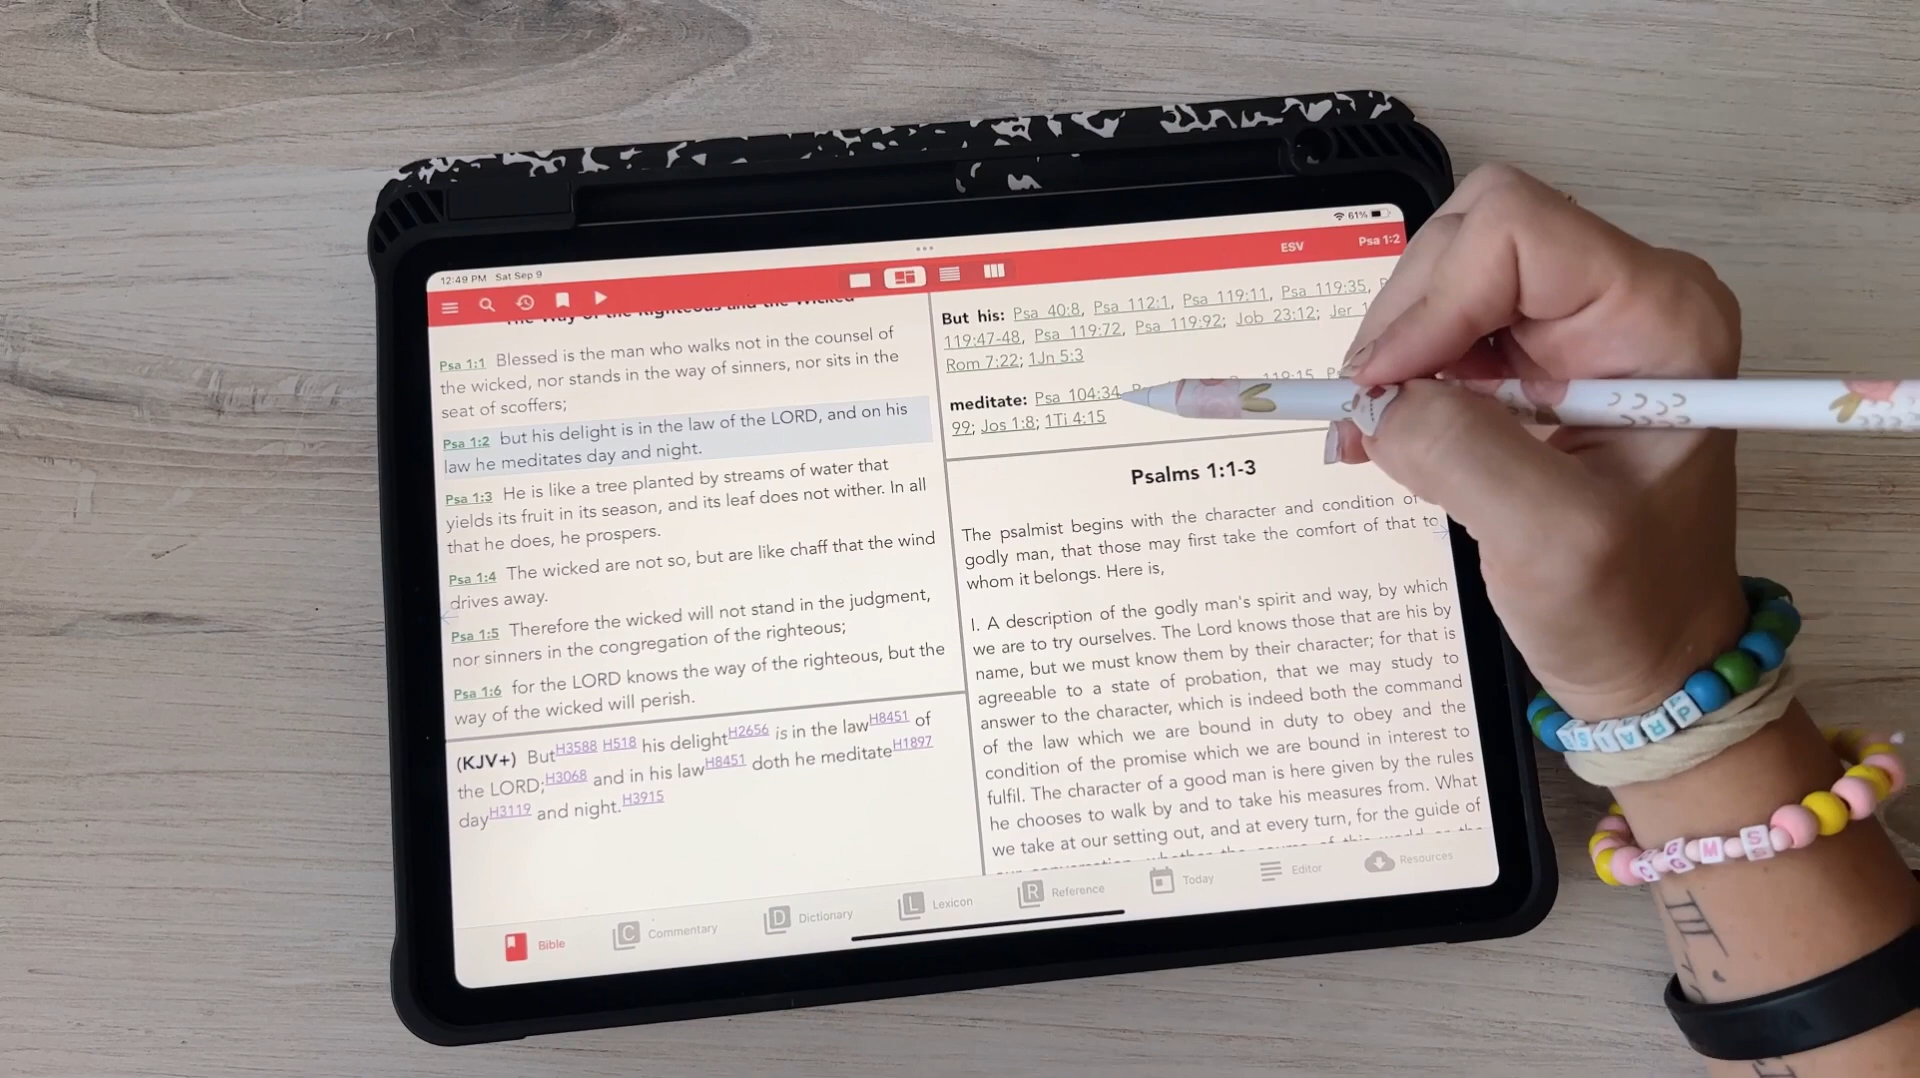 12:49 PM Sat Sep 9
61%
ESV
Psa 1:2
The Way of the Righteous and the Wicked
Psa 1:1 Blessed is the man who walks not in the counsel of
the wicked, nor stands in the way of sinners, nor sits in the
seat of scoffers;
Psa 1:2 but his delight is in the law of the LORD, and on his
law he meditates day and night.
Psa 1:3 He is like a tree planted by streams of water that
yields its fruit in its season, and its leaf does not wither. In all
that he does, he prospers.
Psa 1:4 The wicked are not so, but are like chaff that the wind
drives away.
Psa 1:5 Therefore the wicked will not stand in the judgment,
nor sinners in the congregation of the righteous;
Psa 1:6 for the LORD knows the way of the righteous, but the
way of the wicked will perish.
(KJV+) ButH3588 H518 his delightH2656 is in the lawH8451 of
the LORD;H3068 and in his lawH8451 doth he meditateH1897
dayH3119 and night.H3915
But his: Psa 40:8, Psa 112:1, Psa 119:11, Psa 119:35,
119:47-48, Psa 119:72, Psa 119:92; Job 23:12; Jer
Rom 7:22; 1Jn 5:3
meditate: Psa 104:34, 119:15,
99; Jos 1:8; 1Ti 4:15
Psalms 1:1-3
The psalmist begins with the character and condition of
godly man, that those may first take the comfort of that to
whom it belongs. Here is,
I. A description of the godly man's spirit and way, by which
we are to try ourselves. The Lord knows those that are his by
name, but we must know them by their character; for that is
agreeable to a state of probation, that we may study to
answer to the character, which is indeed both the command
of the law which we are bound in duty to obey and the
condition of the promise which we are bound in interest to
fulfil. The character of a good man is here given by the rules
he chooses to walk by and to take his measures from. What
we take at our setting out, and at every turn, for the guide of
Bible
C Commentary
D Dictionary
L Lexicon
R Reference
Today
Editor
Resources